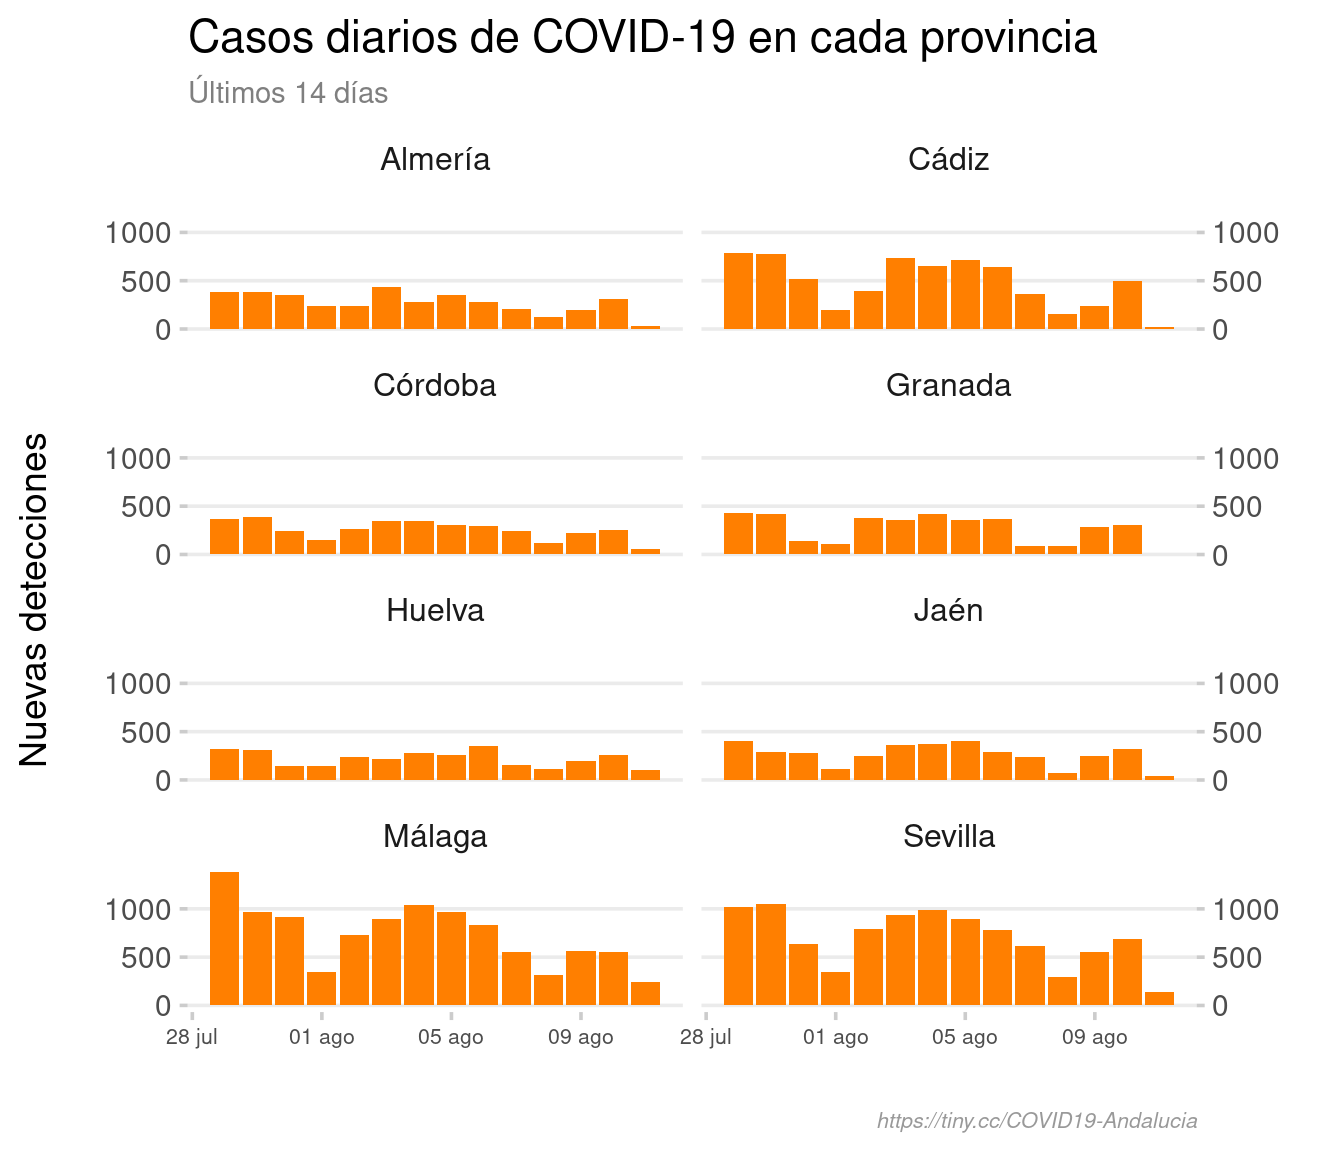 Casos diarios de COVID-19 en cada provincia
Últimos 14 días
Almería
Cádiz
1000
500
0
1000
500
0
Córdoba
Granada
1000
500
0
1000
500
0
Nuevas detecciones
Huelva
Jaén
1000
500
0
1000
500
0
Málaga
Sevilla
1000
500
0
1000
500
0
28 jul 01 ago 05 ago 09 ago
28 jul 01 ago 05 ago 09 ago
https://tiny.cc/COVID19-Andalucia